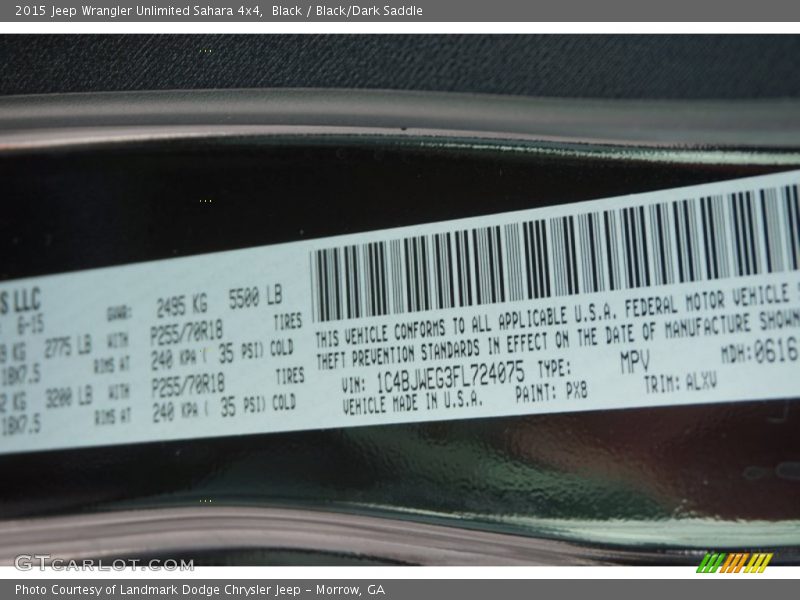 2015 Jeep Wrangler Unlimited Sahara 4x4, Black / Black/Dark Saddle
S LLC
6-15 GVWR: 2495 KG 5500 LB
KG 2775 LB WITH P255/70R18 TIRES
18X7.5 RIMS AT 240 KPA ( 35 PSI) COLD
KG 3200 LB WITH P255/70R18 TIRES
18X7.5 RIMS AT 240 KPA ( 35 PSI) COLD
THIS VEHICLE CONFORMS TO ALL APPLICABLE U.S.A. FEDERAL MOTOR VEHICLE
THEFT PREVENTION STANDARDS IN EFFECT ON THE DATE OF MANUFACTURE SHOWN
VIN: 1C4BJWEG3FL724075 TYPE: MPV MDH: 0616
VEHICLE MADE IN U.S.A. PAINT: PX8 TRIM: ALXV
GTCARLOT.COM
Photo Courtesy of Landmark Dodge Chrysler Jeep – Morrow, GA